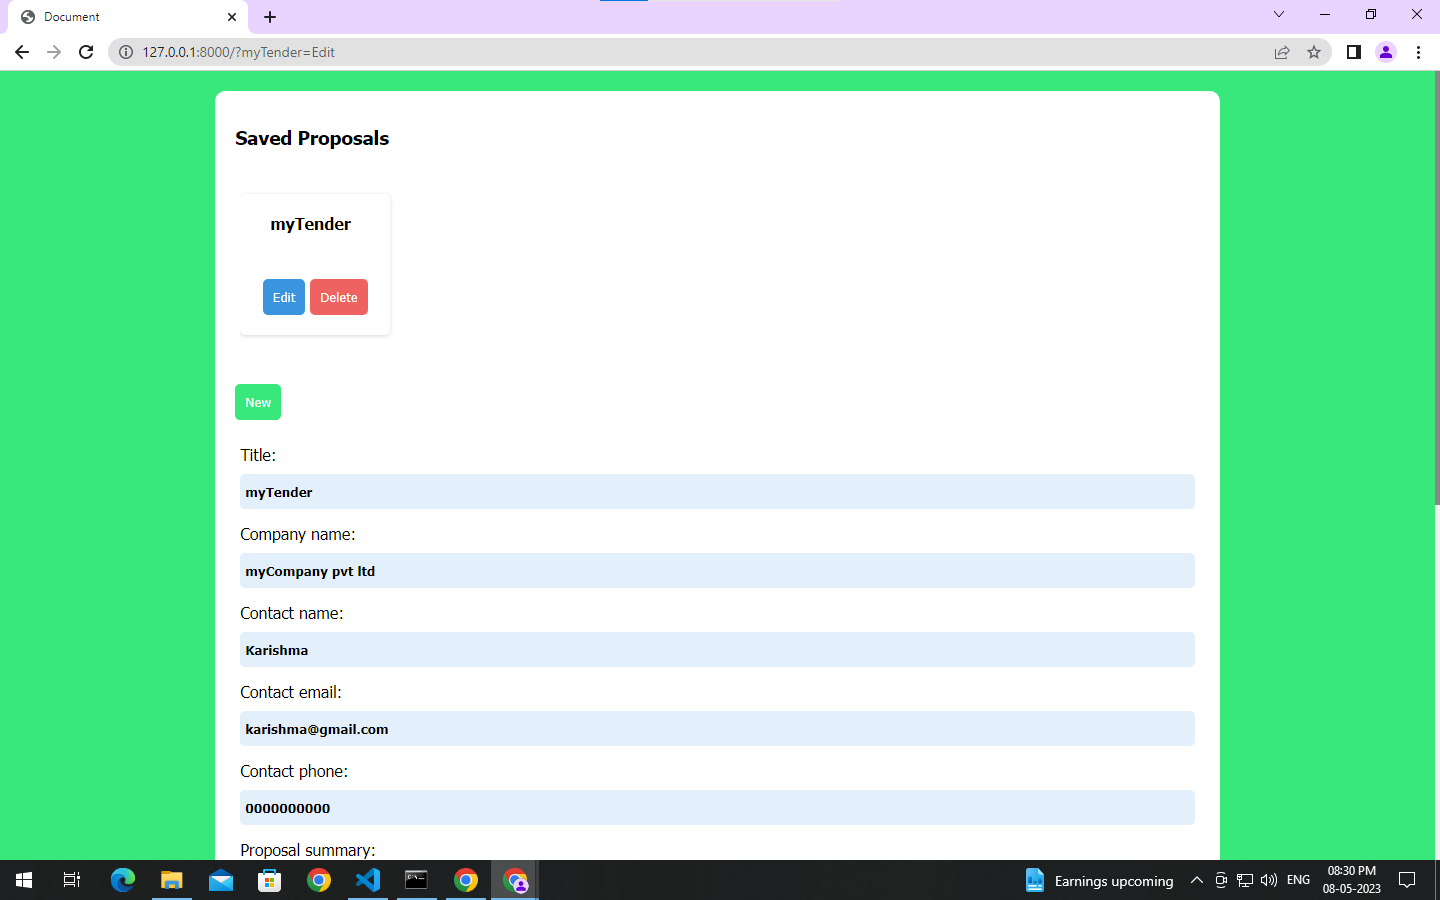 Document
127.0.0.1:8000/?myTender=Edit
Saved Proposals
myTender
Edit Delete
New
Title:
myTender
Company name:
myCompany pvt ltd
Contact name:
Karishma
Contact email:
karishma@gmail.com
Contact phone:
0000000000
Proposal summary:
Earnings upcoming
ENG
08:30 PM
08-05-2023